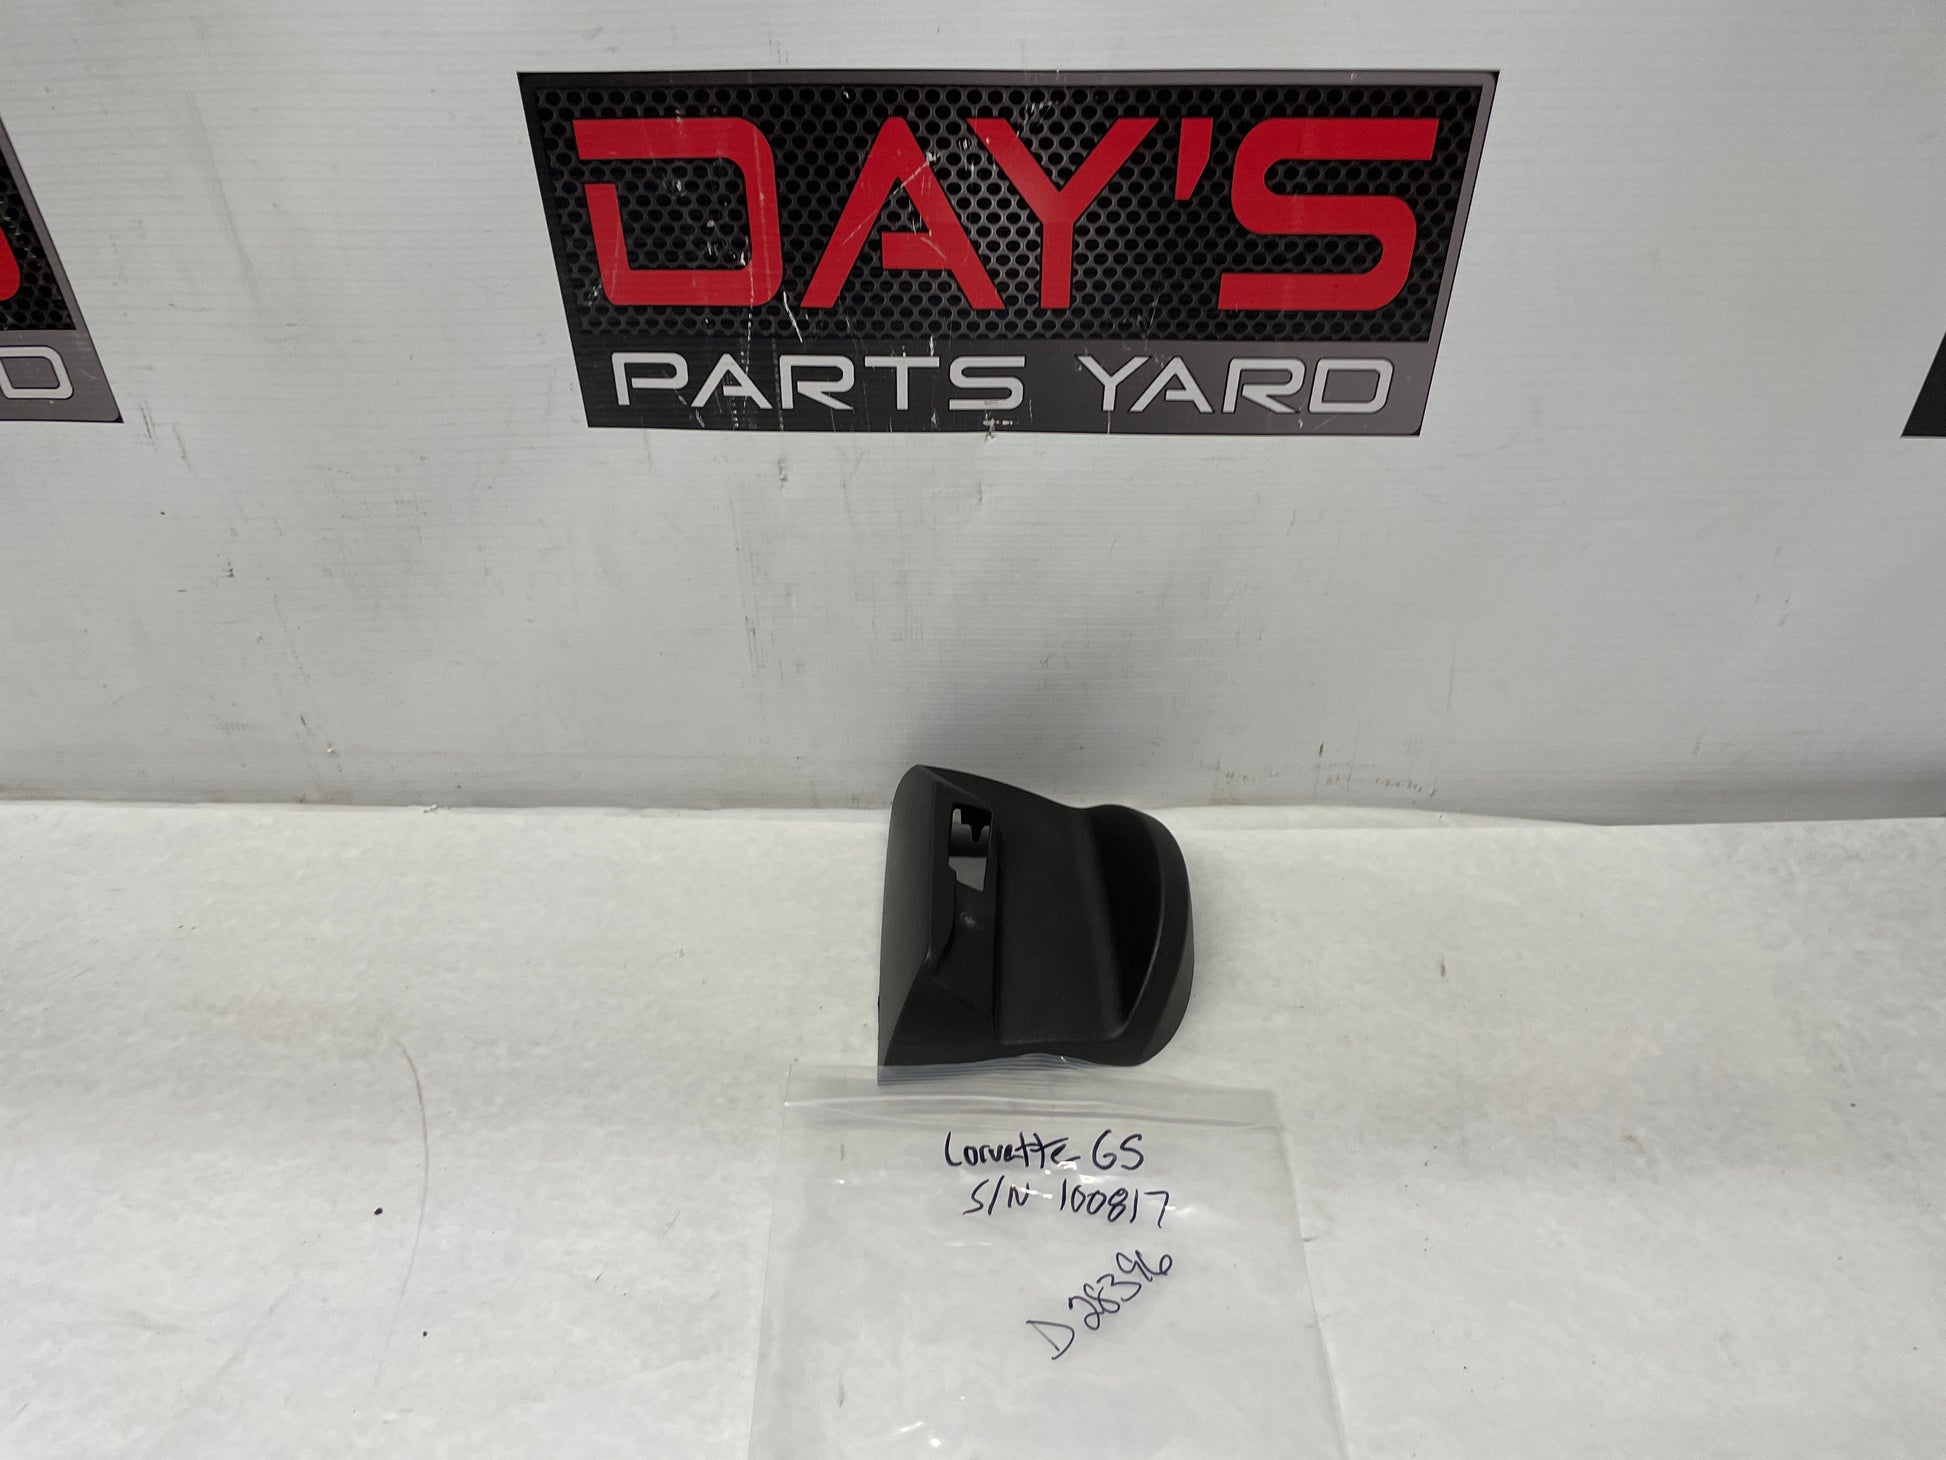 DAY'S
PARTS YARD
D
Corvette GS
S/N 100817
D28396